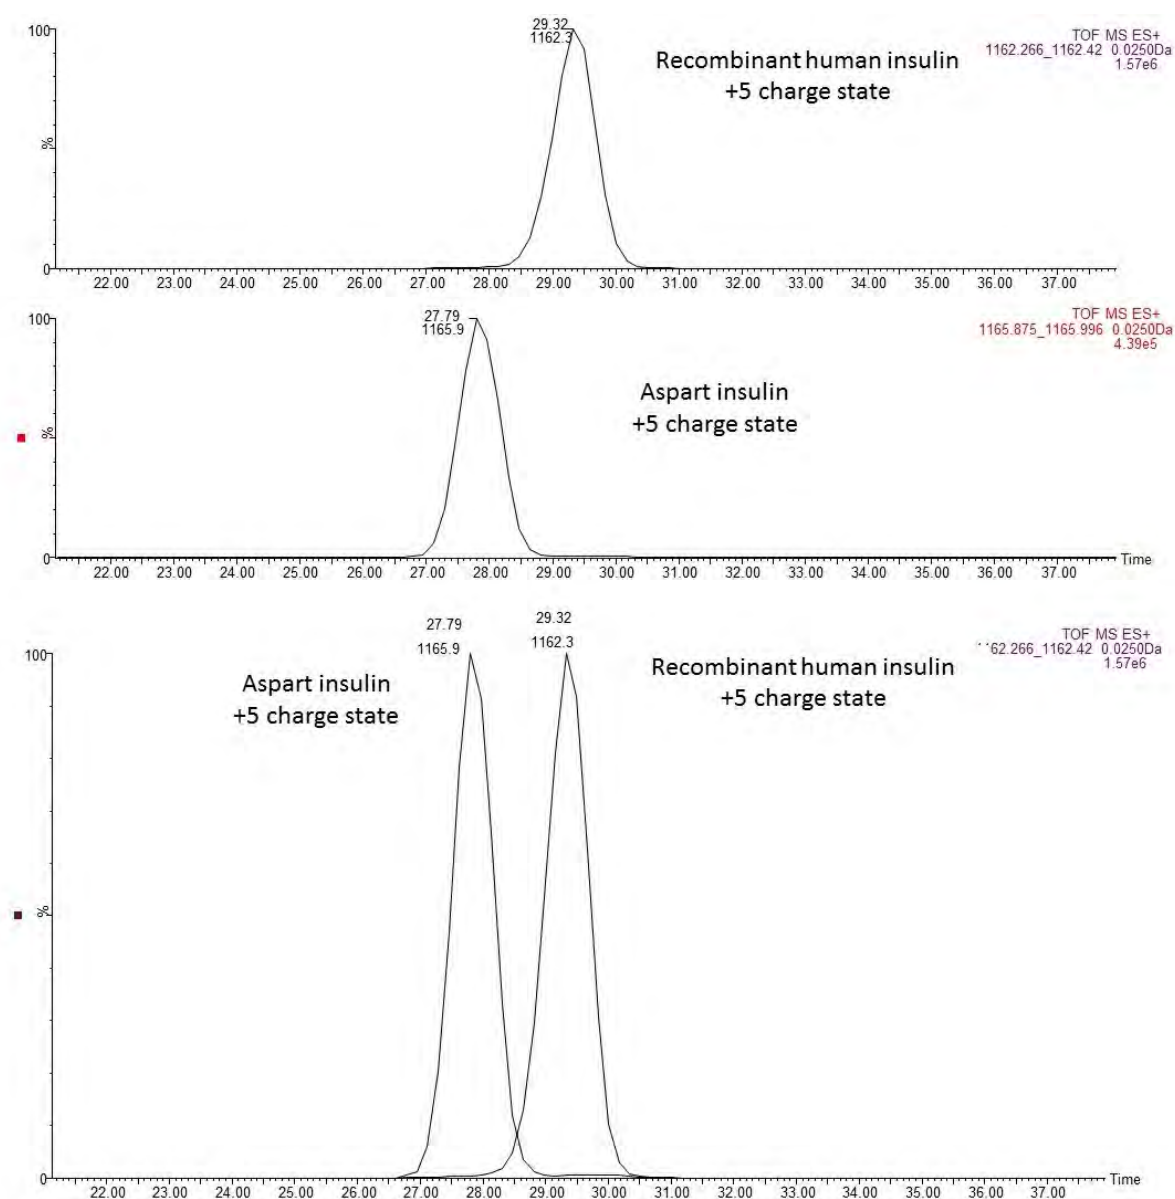 29.32
1162.3
TOF MS ES+
1162.266_1162.42 0.0250Da
1.57e6
Recombinant human insulin
+5 charge state
100
%
0
22.00 23.00 24.00 25.00 26.00 27.00 28.00 29.00 30.00 31.00 32.00 33.00 34.00 35.00 36.00 37.00
27.79
1165.9
TOF MS ES+
1165.875_1165.996 0.0250Da
4.39e5
Aspart insulin
+5 charge state
100
%
0
Time
22.00 23.00 24.00 25.00 26.00 27.00 28.00 29.00 30.00 31.00 32.00 33.00 34.00 35.00 36.00 37.00
27.79
1165.9
29.32
1162.3
TOF MS ES+
62.266_1162.42 0.0250Da
1.57e6
Aspart insulin
+5 charge state
Recombinant human insulin
+5 charge state
100
%
0
Time
22.00 23.00 24.00 25.00 26.00 27.00 28.00 29.00 30.00 31.00 32.00 33.00 34.00 35.00 36.00 37.00